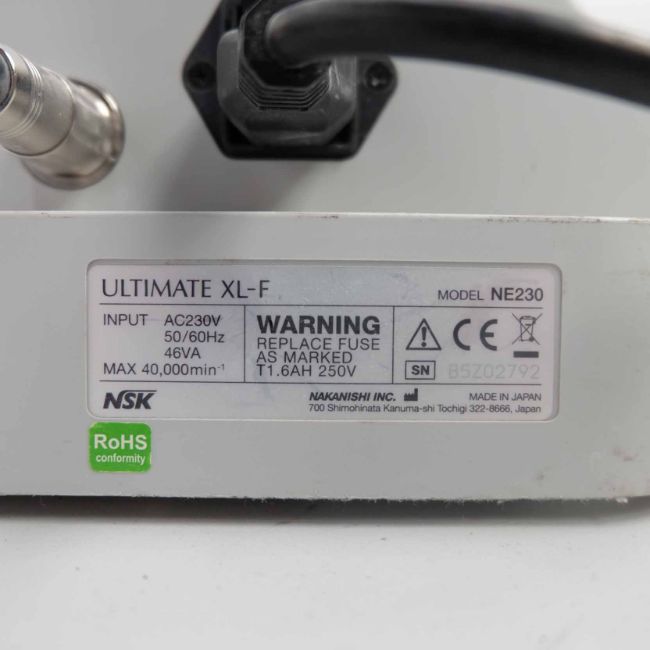 ULTIMATE XL-F
MODEL NE230
INPUT AC230V
50/60Hz
46VA
MAX 40,000min⁻¹
WARNING
REPLACE FUSE
AS MARKED
T1.6AH 250V
CE
SN B5Z02792
NSK
NAKANISHI INC.
MADE IN JAPAN
700 Shimohinata Kanuma-shi Tochigi 322-8666, Japan
RoHS
conformity